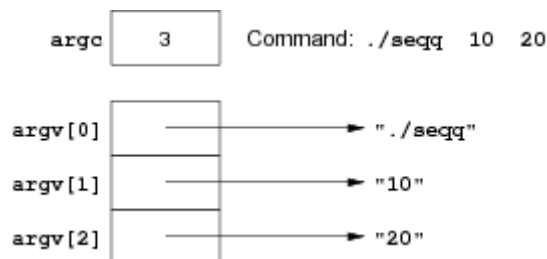 argc 3 Command: ./seqq 10 20
argv[0] "./seqq"
argv[1] "10"
argv[2] "20"